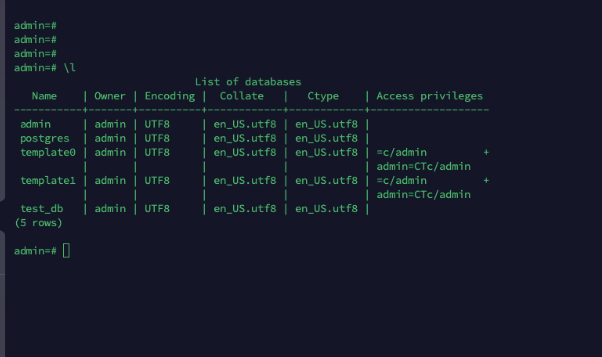 admin=#
admin=#
admin=#
admin=# \l
                             List of databases
   Name    | Owner | Encoding |  Collate   |   Ctype    | Access privileges
-----------+-------+----------+------------+------------+-------------------
 admin     | admin | UTF8     | en_US.utf8 | en_US.utf8 |
 postgres  | admin | UTF8     | en_US.utf8 | en_US.utf8 |
 template0 | admin | UTF8     | en_US.utf8 | en_US.utf8 | =c/admin         +
           |       |          |            |            | admin=CTc/admin
 template1 | admin | UTF8     | en_US.utf8 | en_US.utf8 | =c/admin         +
           |       |          |            |            | admin=CTc/admin
 test_db   | admin | UTF8     | en_US.utf8 | en_US.utf8 |
(5 rows)
admin=#